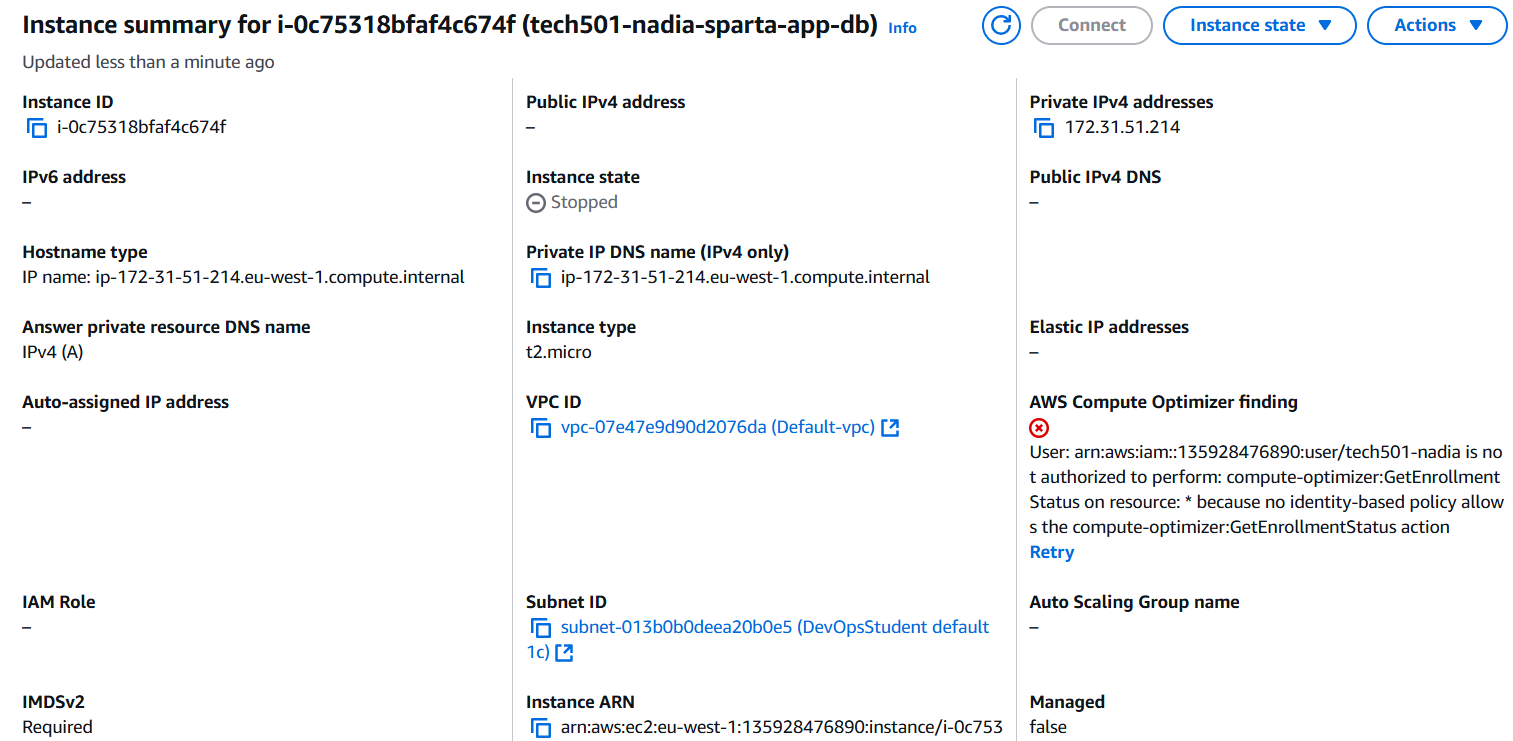 Instance summary for i-0c75318bfaf4c674f (tech501-nadia-sparta-app-db) Info
Connect
Instance state
Actions
Updated less than a minute ago
Instance ID
i-0c75318bfaf4c674f
Public IPv4 address
–
Private IPv4 addresses
172.31.51.214
IPv6 address
–
Instance state
Stopped
Public IPv4 DNS
–
Hostname type
IP name: ip-172-31-51-214.eu-west-1.compute.internal
Private IP DNS name (IPv4 only)
ip-172-31-51-214.eu-west-1.compute.internal
Answer private resource DNS name
IPv4 (A)
Instance type
t2.micro
Elastic IP addresses
–
Auto-assigned IP address
–
VPC ID
vpc-07e47e9d90d2076da (Default-vpc)
AWS Compute Optimizer finding
User: arn:aws:iam::135928476890:user/tech501-nadia is no
t authorized to perform: compute-optimizer:GetEnrollment
Status on resource: * because no identity-based policy allow
s the compute-optimizer:GetEnrollmentStatus action
Retry
IAM Role
–
Subnet ID
subnet-013b0b0deea20b0e5 (DevOpsStudent default
1c)
Auto Scaling Group name
–
IMDSv2
Required
Instance ARN
arn:aws:ec2:eu-west-1:135928476890:instance/i-0c753
Managed
false